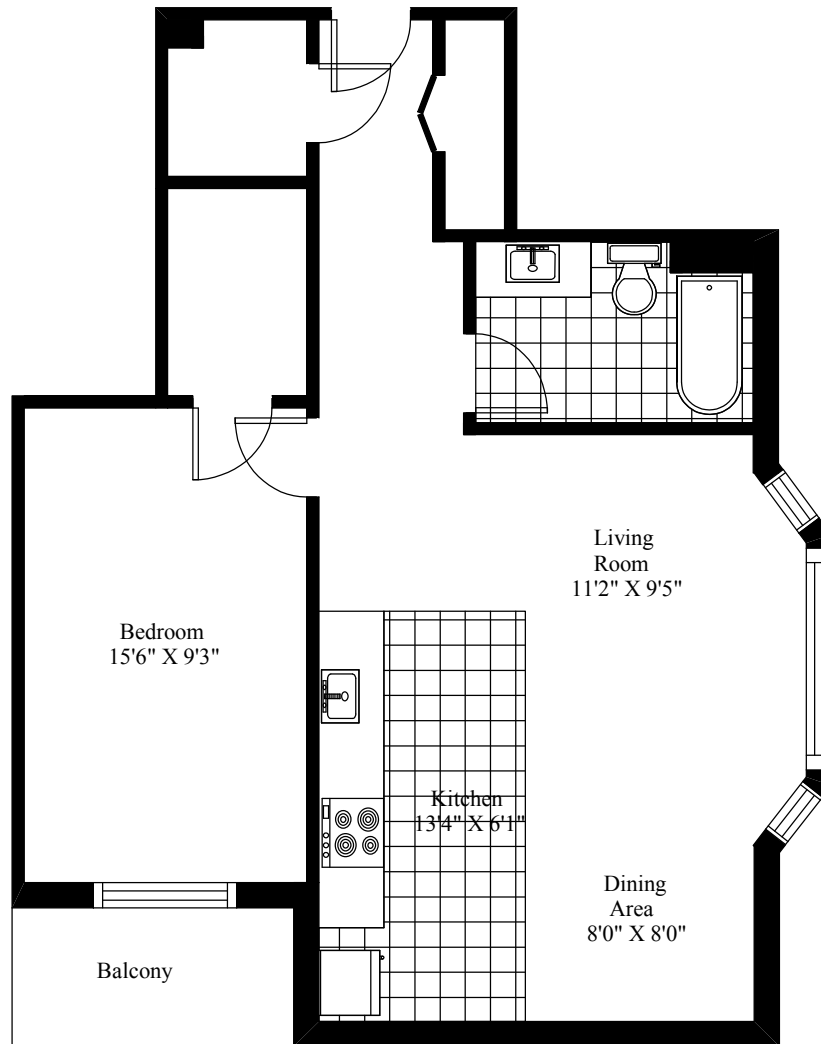 Living
Room
11'2" X 9'5"
Bedroom
15'6" X 9'3"
Kitchen
13'4" X 6'1"
Dining
Area
8'0" X 8'0"
Balcony